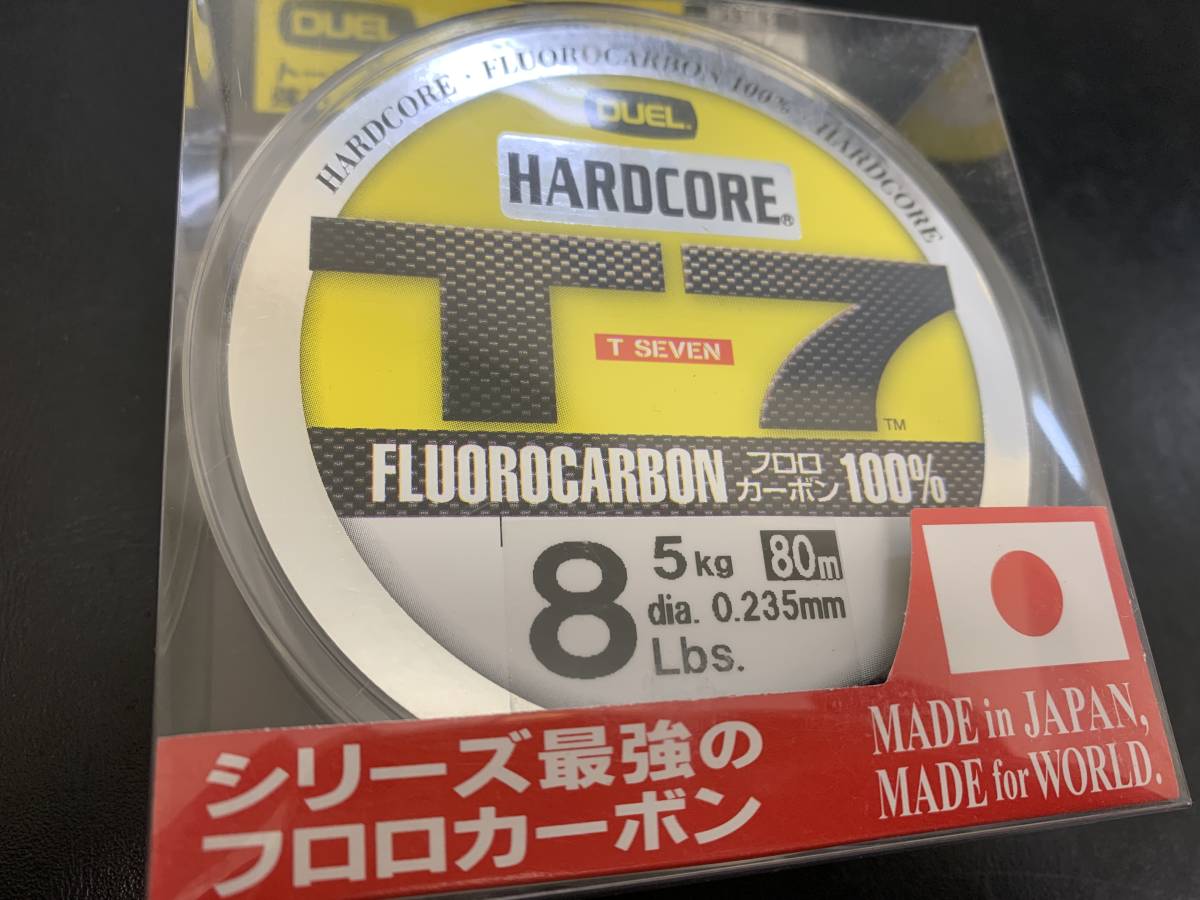 DUEL
HARDCORE · FLUOROCARBON 100% · HARDCORE
DUEL.
HARDCORE®
T7™
T SEVEN
FLUOROCARBON フロロカーボン 100%
8 Lbs.
5kg 80m
dia. 0.235mm
MADE in JAPAN,
MADE for WORLD.
シリーズ最強の
フロロカーボン